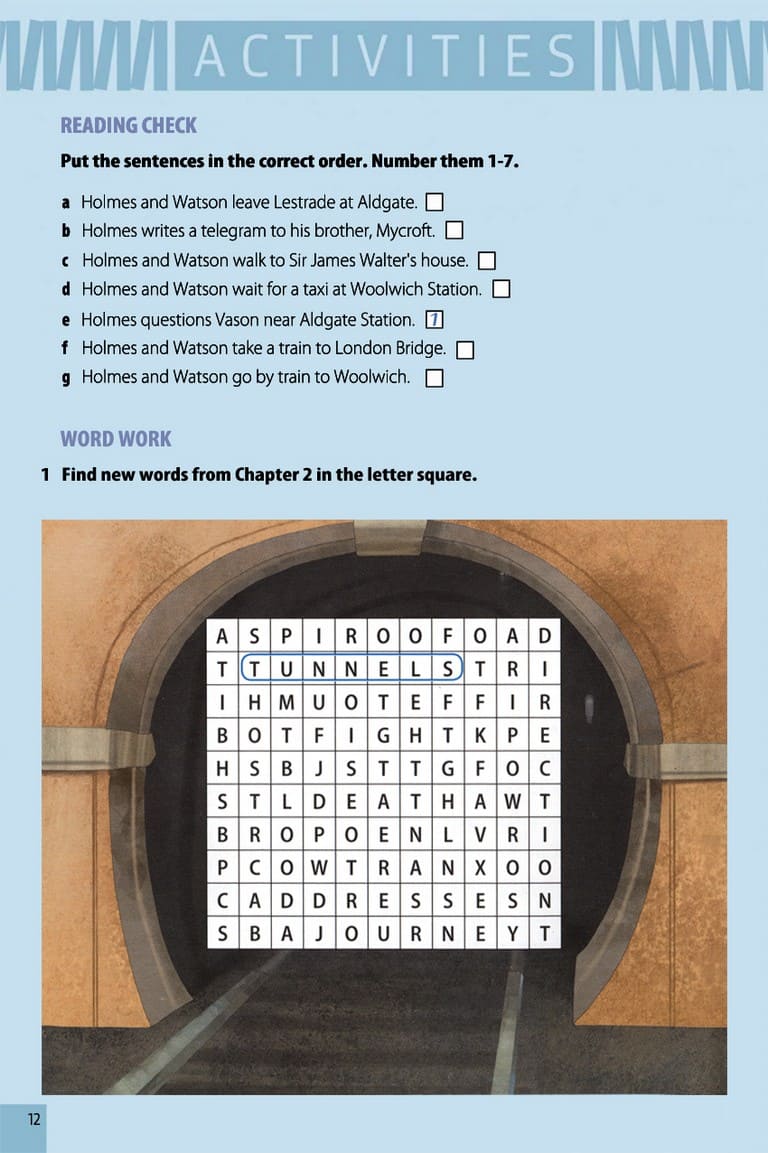 ACTIVITIES
READING CHECK
Put the sentences in the correct order. Number them 1-7.
a Holmes and Watson leave Lestrade at Aldgate.
b Holmes writes a telegram to his brother, Mycroft.
c Holmes and Watson walk to Sir James Walter's house.
d Holmes and Watson wait for a taxi at Woolwich Station.
e Holmes questions Vason near Aldgate Station. 1
f Holmes and Watson take a train to London Bridge.
g Holmes and Watson go by train to Woolwich.
WORD WORK
1 Find new words from Chapter 2 in the letter square.
A S P I R O O F O A D
T T U N N E L S T R I
I H M U O T E F F I R
B O T F I G H T K P E
H S B J S T T G F O C
S T L D E A T H A W T
B R O P O E N L V R I
P C O W T R A N X O O
C A D D R E S S E S N
S B A J O U R N E Y T
12